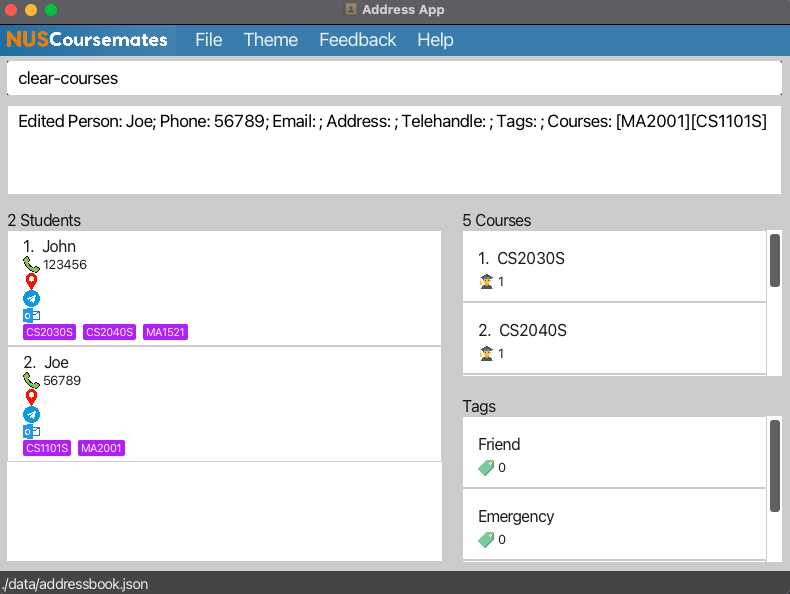 Address App
NUSCoursemates File Theme Feedback Help
clear-courses
Edited Person: Joe; Phone: 56789; Email: ; Address: ; Telehandle: ; Tags: ; Courses: [MA2001][CS1101S]
2 Students
1. John
123456
CS2030S CS2040S MA1521
2. Joe
56789
CS1101S MA2001
5 Courses
1. CS2030S
1
2. CS2040S
1
Tags
Friend
0
Emergency
0
./data/addressbook.json